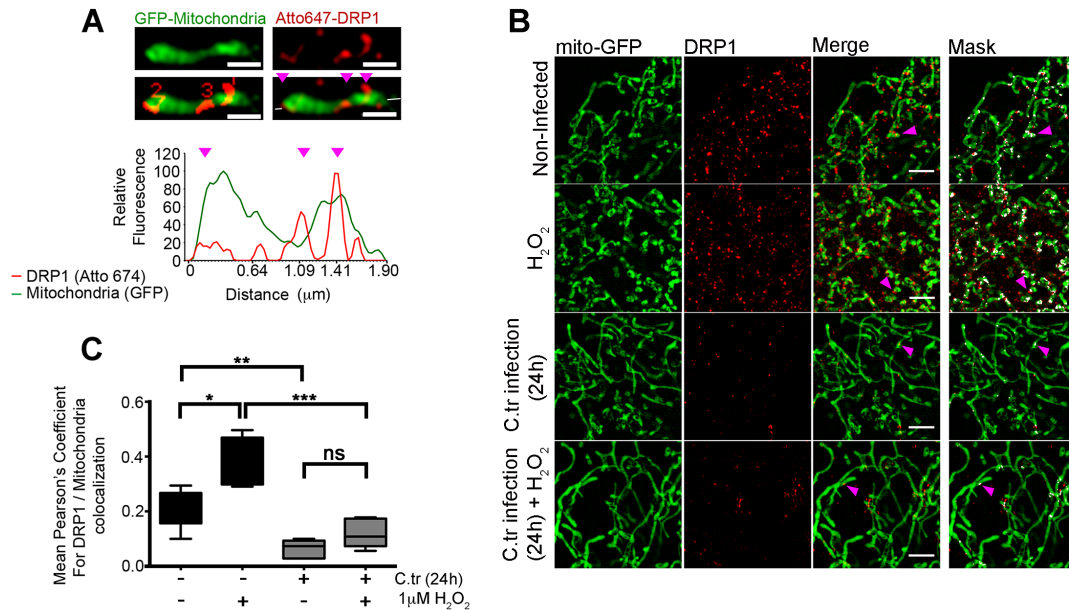 A
GFP-Mitochondria
Atto647-DRP1
2 3 1
120
100
80
60
40
20
0
Relative
Fluorescence
0 0.64 1.09 1.41 1.90
Distance (μm)
DRP1 (Atto 674)
Mitochondria (GFP)
B
mito-GFP DRP1 Merge Mask
Non-Infected
H₂O₂
C.tr infection
(24h)
C.tr infection
(24h) + H₂O₂
C
Mean Pearson's Coefficient
For DRP1 / Mitochondria
colocalization
0.6
0.4
0.2
0.0
**
* ***
ns
- - + + C.tr (24h)
- + - + 1μM H₂O₂